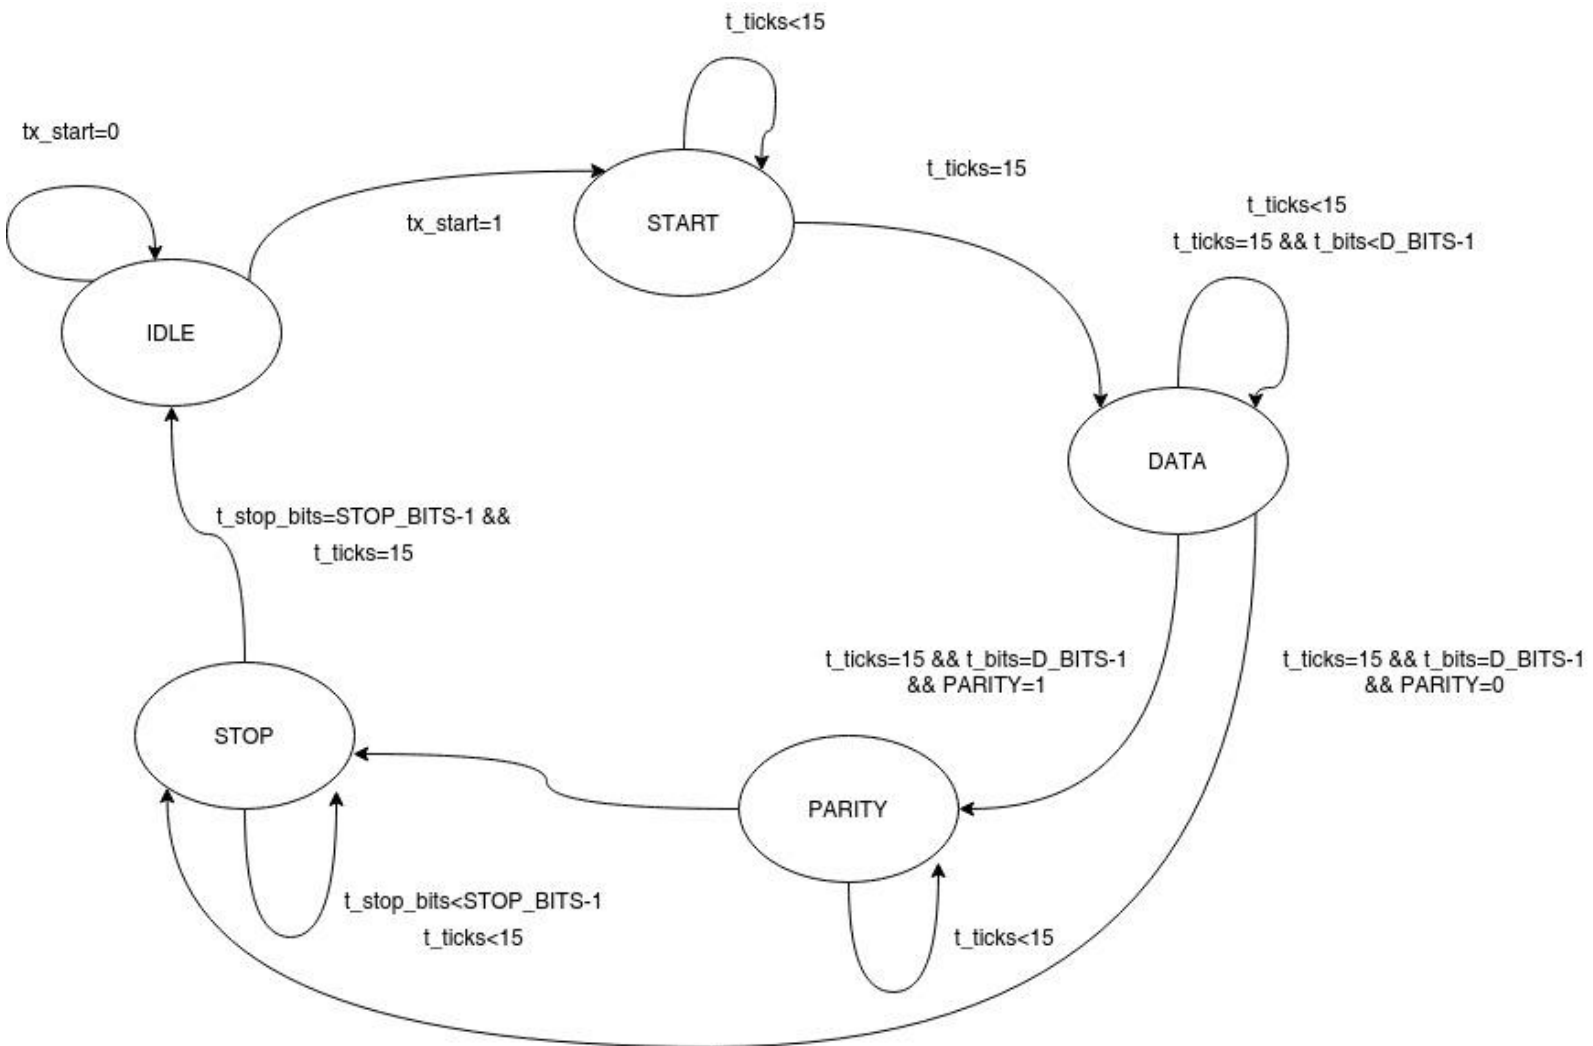 t_ticks<15
tx_start=0
t_ticks=15
tx_start=1
START
t_ticks<15
t_ticks=15 && t_bits<D_BITS-1
IDLE
DATA
t_stop_bits=STOP_BITS-1 &&
t_ticks=15
t_ticks=15 && t_bits=D_BITS-1
&& PARITY=1
t_ticks=15 && t_bits=D_BITS-1
&& PARITY=0
STOP
PARITY
t_stop_bits<STOP_BITS-1
t_ticks<15
t_ticks<15